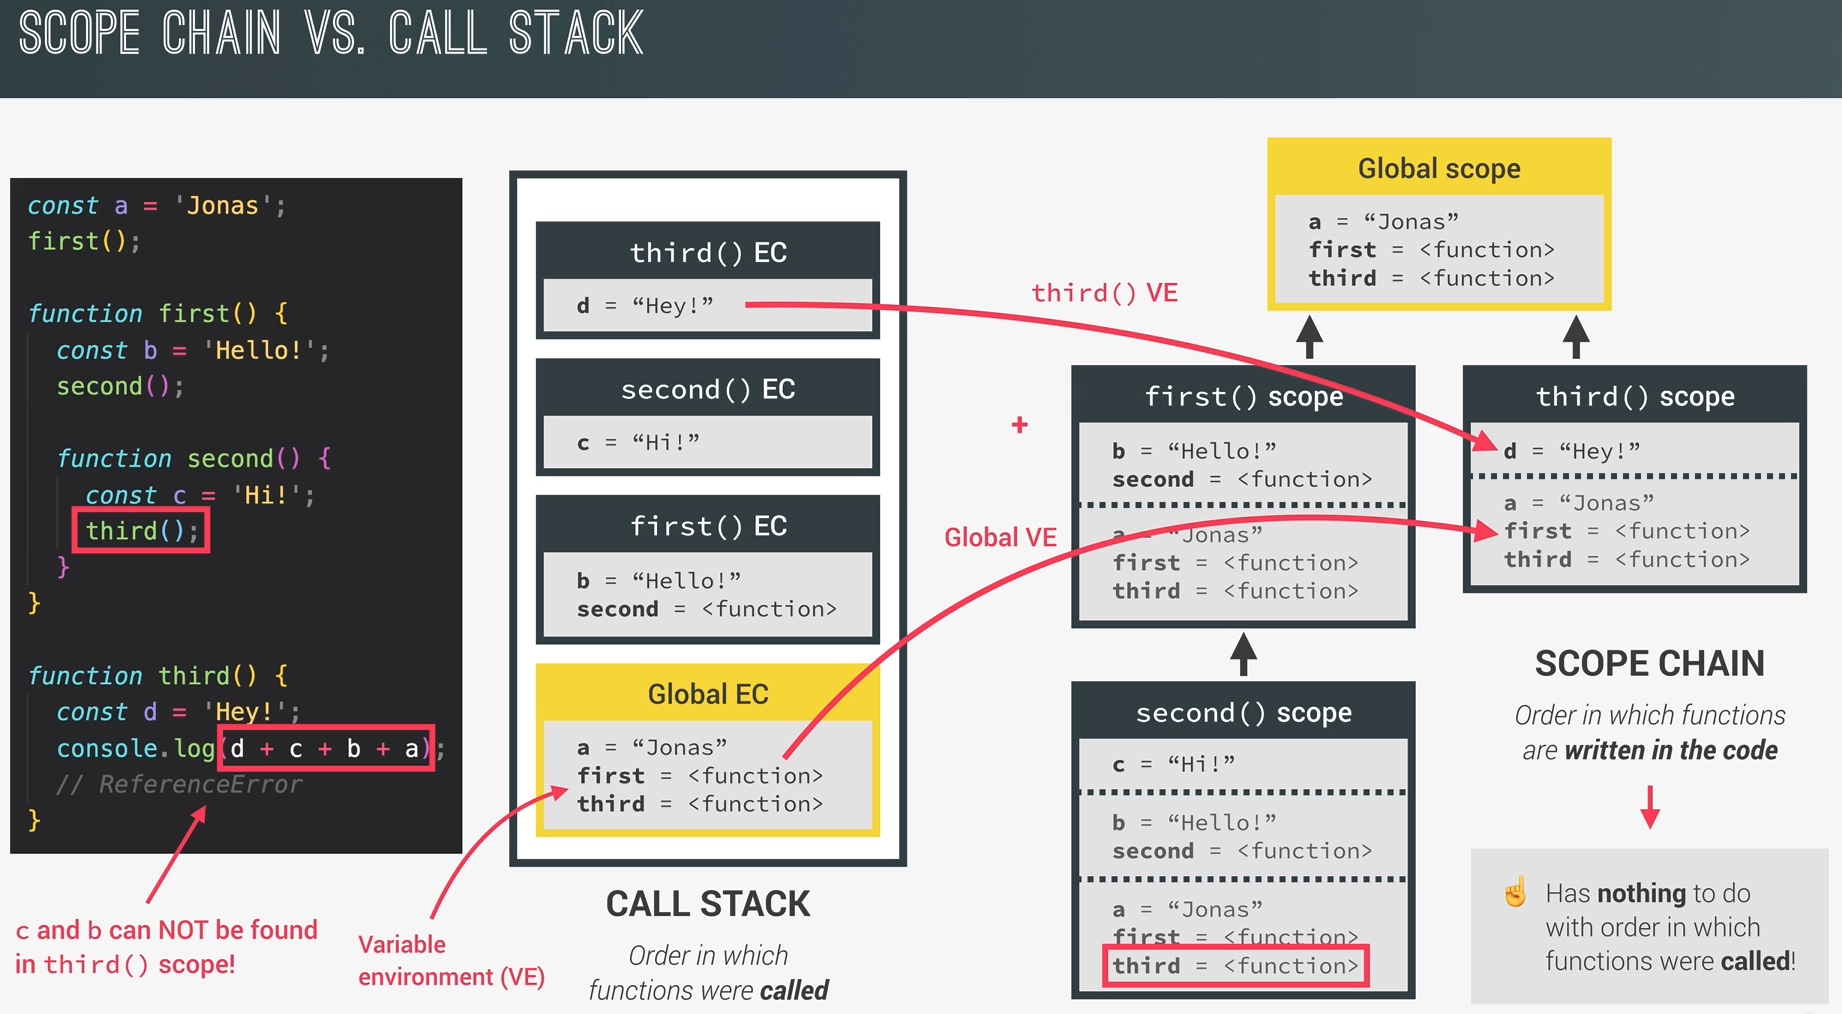 SCOPE CHAIN VS. CALL STACK
const a = 'Jonas';
first();
function first() {
const b = 'Hello!';
second();
function second() {
const c = 'Hi!';
third();
}
}
function third() {
const d = 'Hey!';
console.log(d + c + b + a);
// ReferenceError
}
c and b can NOT be found
in third() scope!
third() EC
d = “Hey!”
second() EC
c = “Hi!”
first() EC
b = “Hello!”
second = <function>
Global EC
a = “Jonas”
first = <function>
third = <function>
Variable
environment (VE)
CALL STACK
Order in which
functions were called
third() VE
+
Global VE
Global scope
a = “Jonas”
first = <function>
third = <function>
first() scope
b = “Hello!”
second = <function>
a = “Jonas”
first = <function>
third = <function>
second() scope
c = “Hi!”
b = “Hello!”
second = <function>
a = “Jonas”
first = <function>
third = <function>
third() scope
d = “Hey!”
a = “Jonas”
first = <function>
third = <function>
SCOPE CHAIN
Order in which functions
are written in the code
☝️ Has nothing to do
with order in which
functions were called!